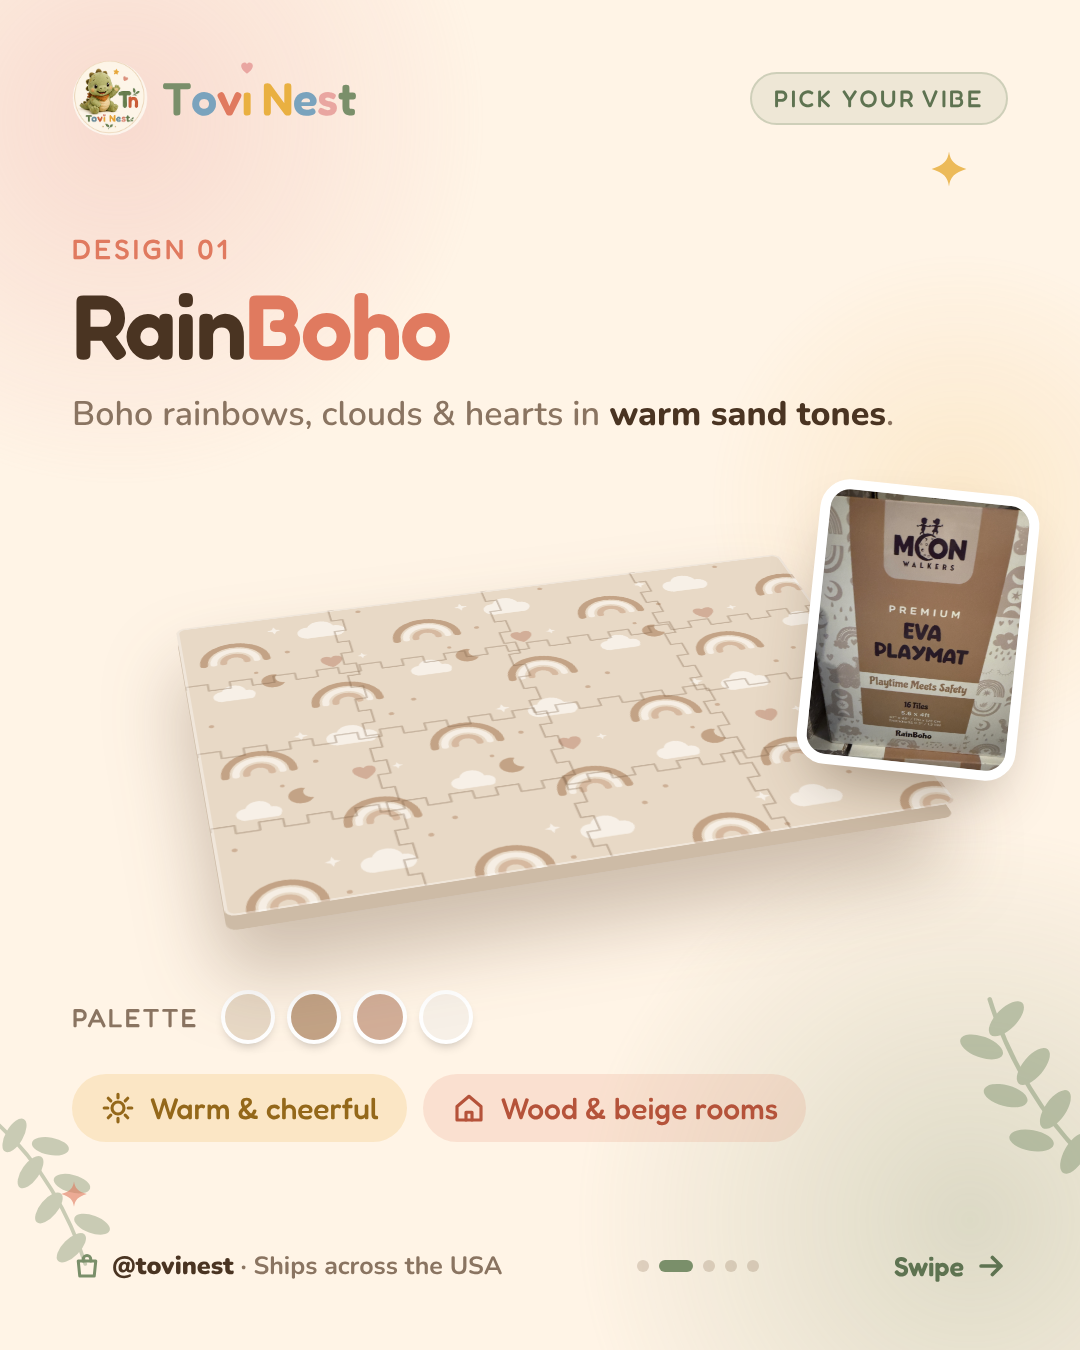 Tn
Tovi Nest
Tovi Nest
PICK YOUR VIBE
DESIGN 01
RainBoho
Boho rainbows, clouds & hearts in warm sand tones.
MOON
WALKERS
PREMIUM
EVA
PLAYMAT
Playtime Meets Safety
16 Tiles
RainBoho
PALETTE
Warm & cheerful
Wood & beige rooms
@tovinest · Ships across the USA
Swipe